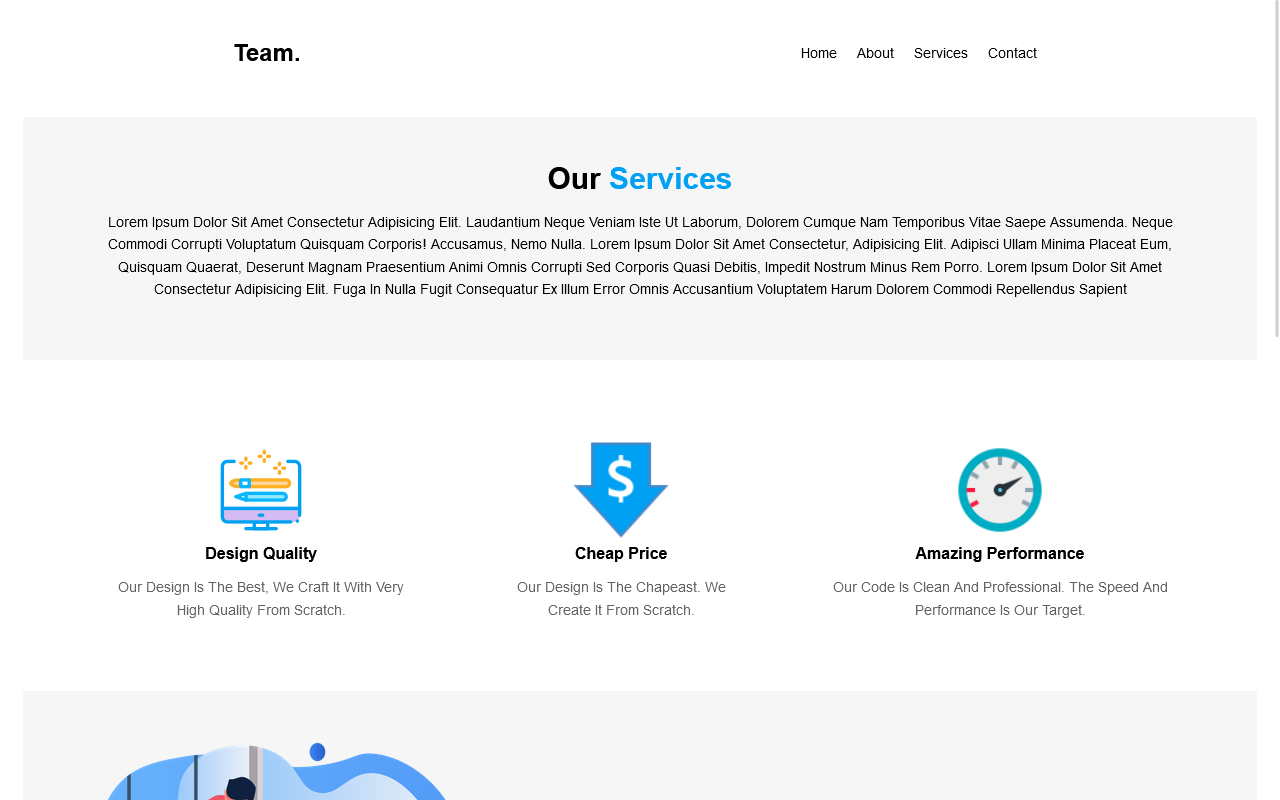 Team.
Home About Services Contact
Our Services
Lorem Ipsum Dolor Sit Amet Consectetur Adipisicing Elit. Laudantium Neque Veniam Iste Ut Laborum, Dolorem Cumque Nam Temporibus Vitae Saepe Assumenda. Neque
Commodi Corrupti Voluptatum Quisquam Corporis! Accusamus, Nemo Nulla. Lorem Ipsum Dolor Sit Amet Consectetur, Adipisicing Elit. Adipisci Ullam Minima Placeat Eum,
Quisquam Quaerat, Deserunt Magnam Praesentium Animi Omnis Corrupti Sed Corporis Quasi Debitis, Impedit Nostrum Minus Rem Porro. Lorem Ipsum Dolor Sit Amet
Consectetur Adipisicing Elit. Fuga In Nulla Fugit Consequatur Ex Illum Error Omnis Accusantium Voluptatem Harum Dolorem Commodi Repellendus Sapient
$
Design Quality
Our Design Is The Best, We Craft It With Very
High Quality From Scratch.
Cheap Price
Our Design Is The Chapeast. We
Create It From Scratch.
Amazing Performance
Our Code Is Clean And Professional. The Speed And
Performance Is Our Target.